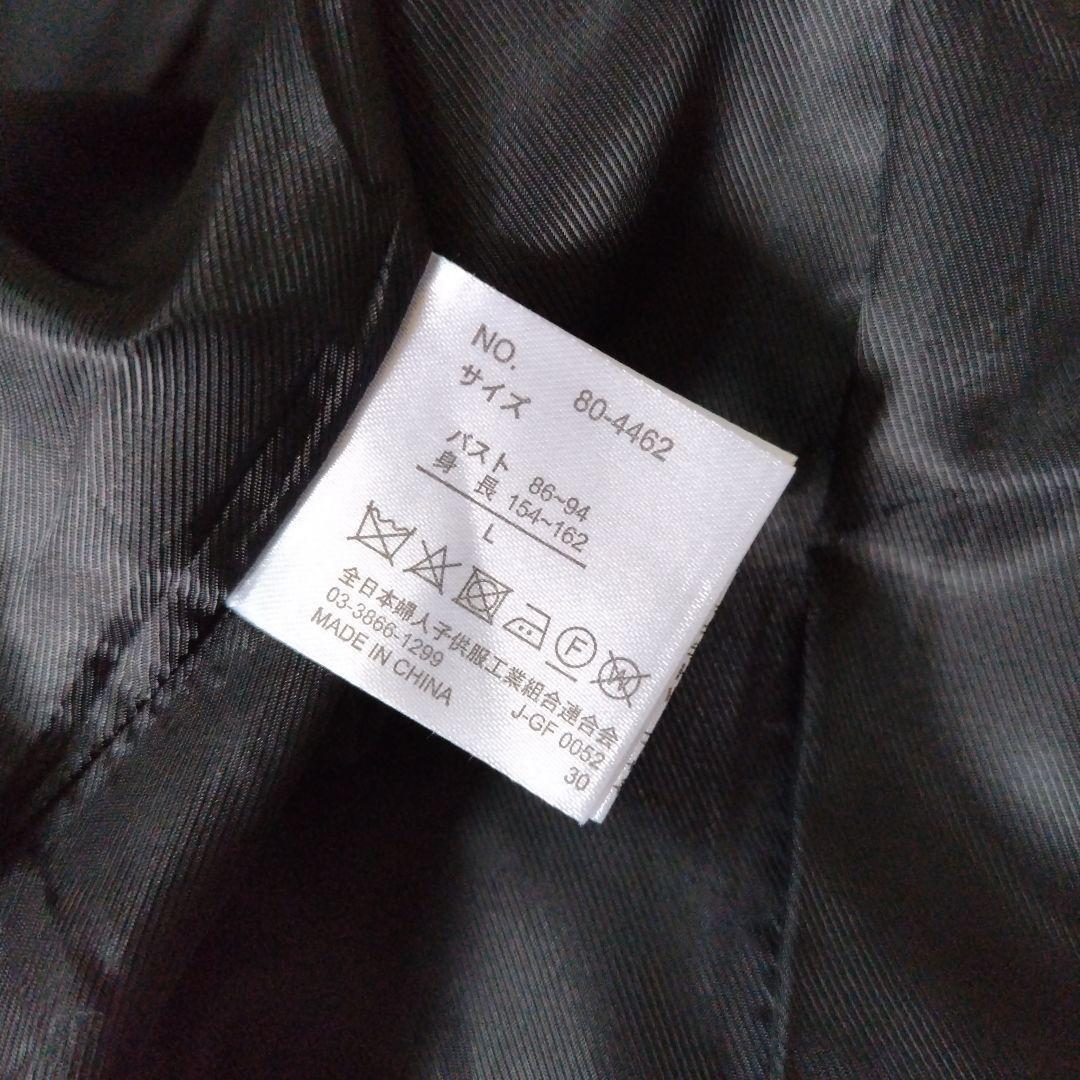 NO. 80-4462
サイズ
バスト 86~94
身 長 154~162
L
F
W
全日本婦人子供服工業組合連合会
03-3866-1299 J-GF 0052
MADE IN CHINA 30